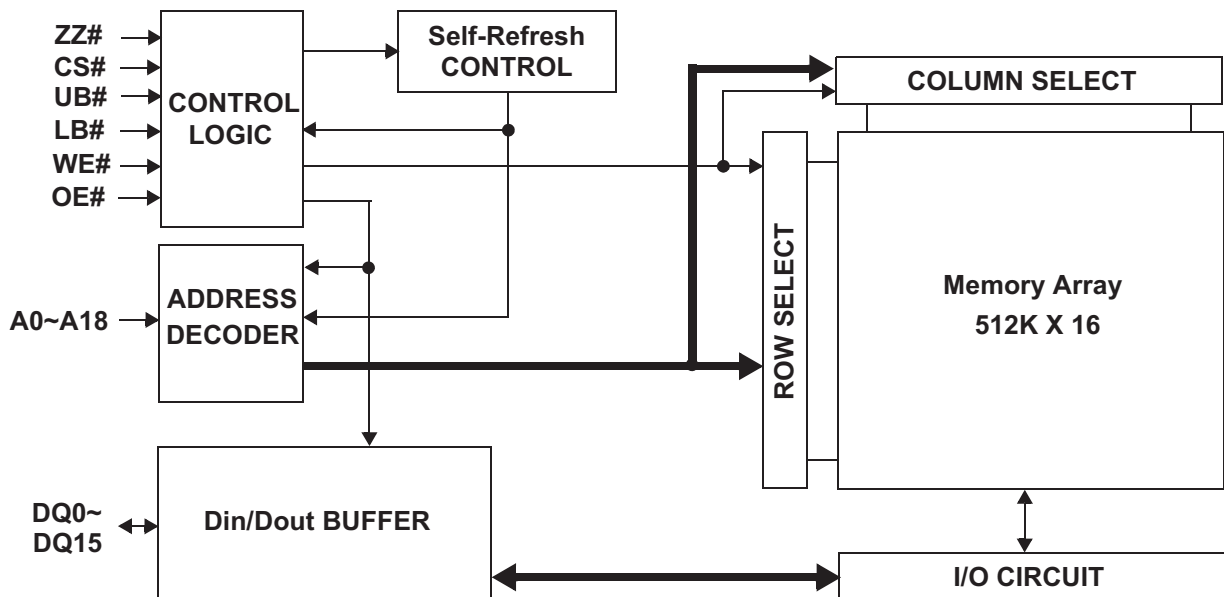 ZZ#
CS#
UB#
LB#
WE#
OE#
CONTROL
LOGIC
Self-Refresh
CONTROL
COLUMN SELECT
A0~A18
ADDRESS
DECODER
ROW SELECT
Memory Array
512K X 16
DQ0~
DQ15
Din/Dout BUFFER
I/O CIRCUIT